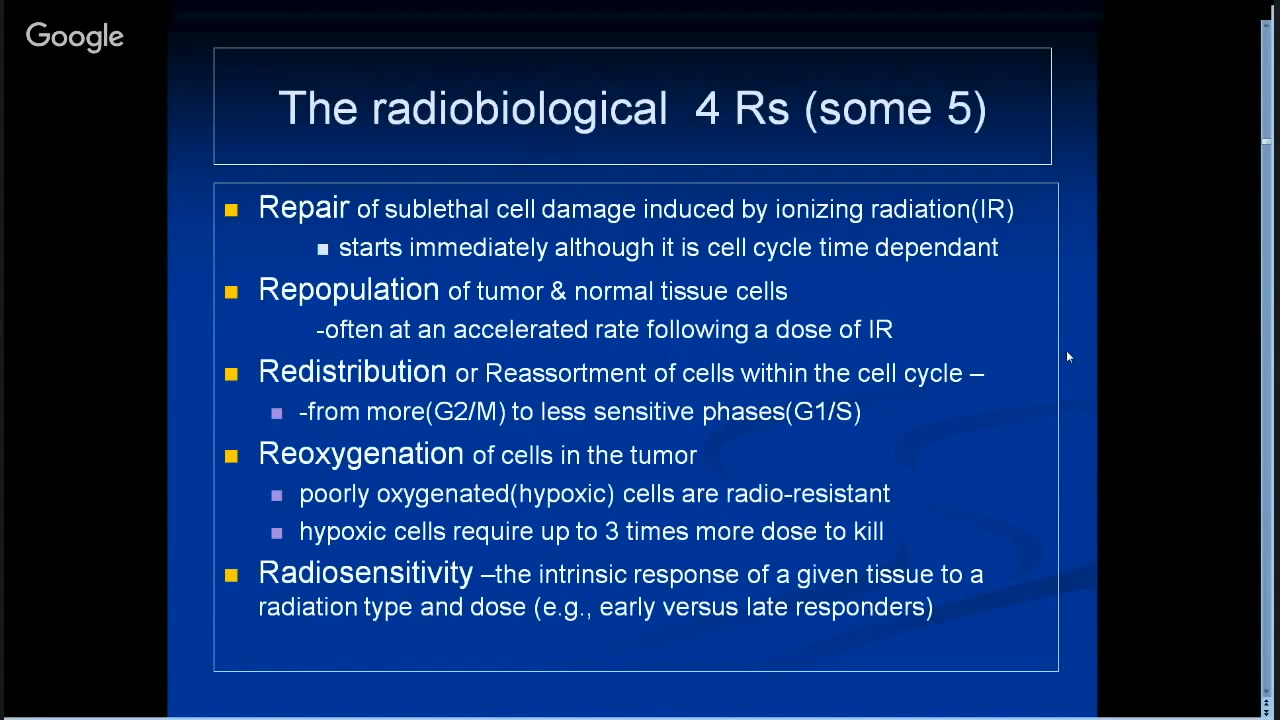 Google
The radiobiological 4 Rs (some 5)
Repair of sublethal cell damage induced by ionizing radiation(IR)
starts immediately although it is cell cycle time dependant
Repopulation of tumor & normal tissue cells
-often at an accelerated rate following a dose of IR
Redistribution or Reassortment of cells within the cell cycle –
-from more(G2/M) to less sensitive phases(G1/S)
Reoxygenation of cells in the tumor
poorly oxygenated(hypoxic) cells are radio-resistant
hypoxic cells require up to 3 times more dose to kill
Radiosensitivity –the intrinsic response of a given tissue to a
radiation type and dose (e.g., early versus late responders)